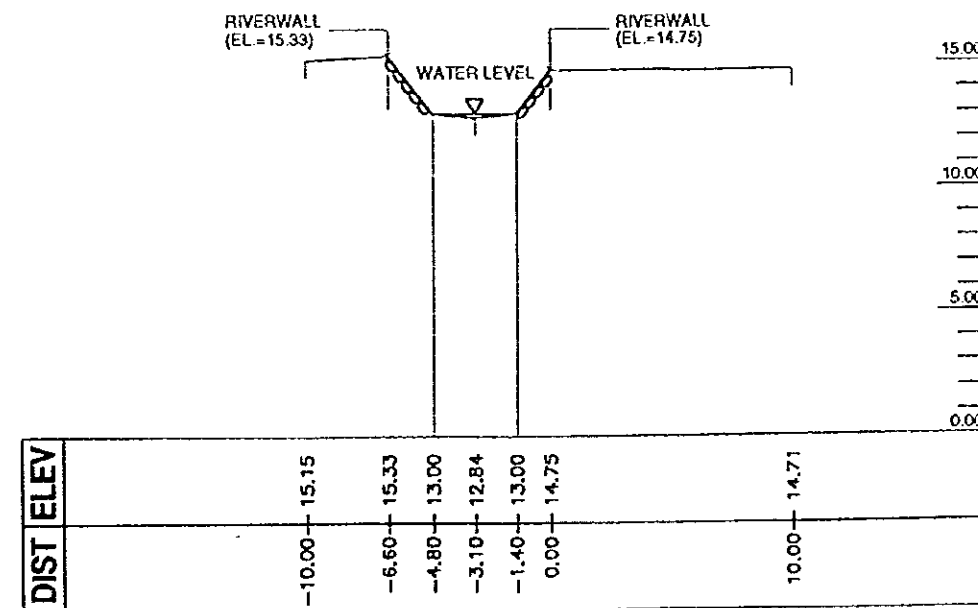 RIVERWALL
(EL.=15.33)
RIVERWALL
(EL.=14.75)
WATER LEVEL
15.00
10.00
5.00
0.00
ELEV
15.15
15.33
13.00
12.84
13.00
14.75
14.71
DIST
-10.00
-6.60
-4.80
-3.10
-1.40
0.00
10.00